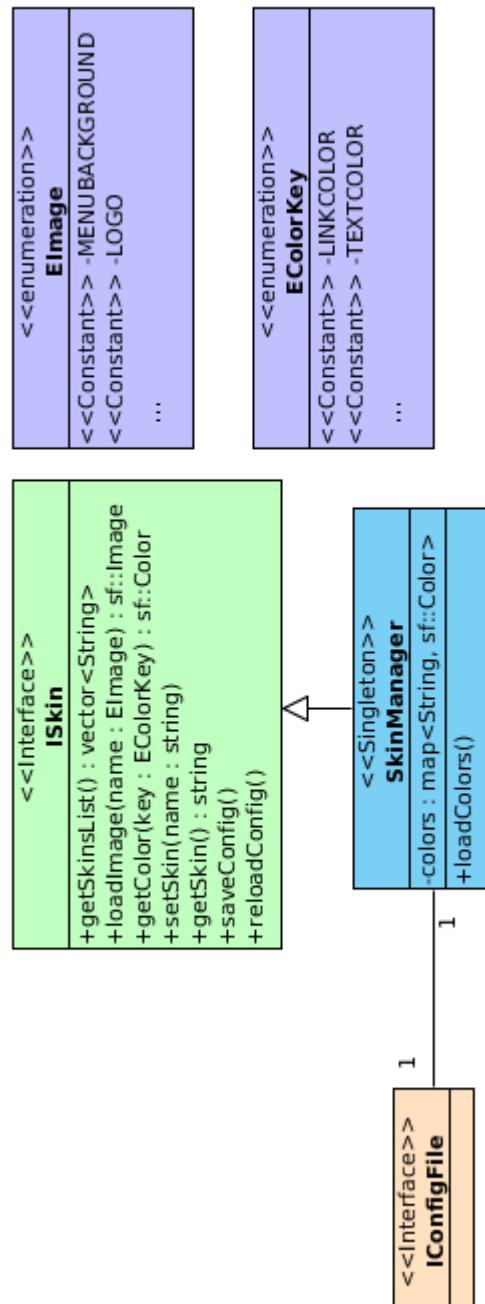 <<Interface>>
IConfigFile
1
1
<<Interface>>
ISkin
+getSkinsList() : vector<String>
+loadImage(name : EImage) : sf::Image
+getColor(key : EColorKey) : sf::Color
+setSkin(name : string)
+getSkin() : string
+saveConfig()
+reloadConfig()
<<Singleton>>
SkinManager
-colors : map<String, sf::Color>
+loadColors()
<<enumeration>>
EImage
<<Constant>> -MENUBACKGROUND
<<Constant>> -LOGO
...
<<enumeration>>
EColorKey
<<Constant>> -LINKCOLOR
<<Constant>> -TEXTCOLOR
...